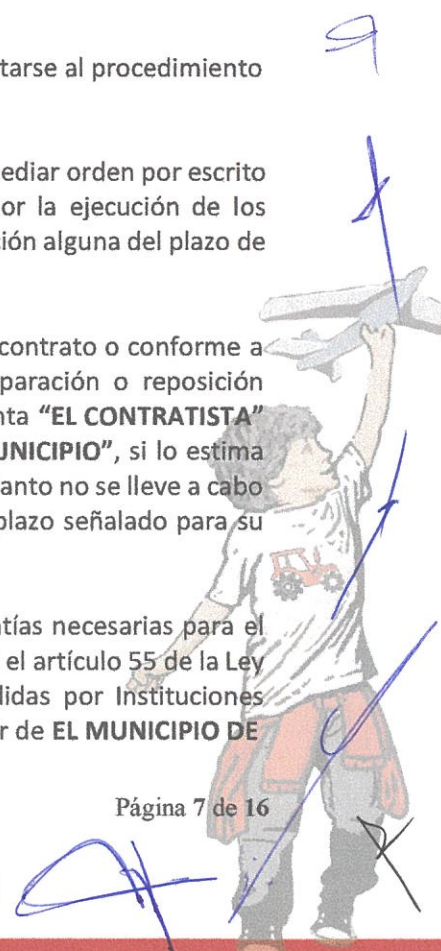 tarse al procedimiento
ediar orden por escrito
or la ejecución de los
ción alguna del plazo de
contrato o conforme a
paración o reposición
nta "EL CONTRATISTA"
UNICIPIO", si lo estima
anto no se lleve a cabo
plazo señalado para su
tías necesarias para el
el artículo 55 de la Ley
didas por Instituciones
r de EL MUNICIPIO DE
Página 7 de 16